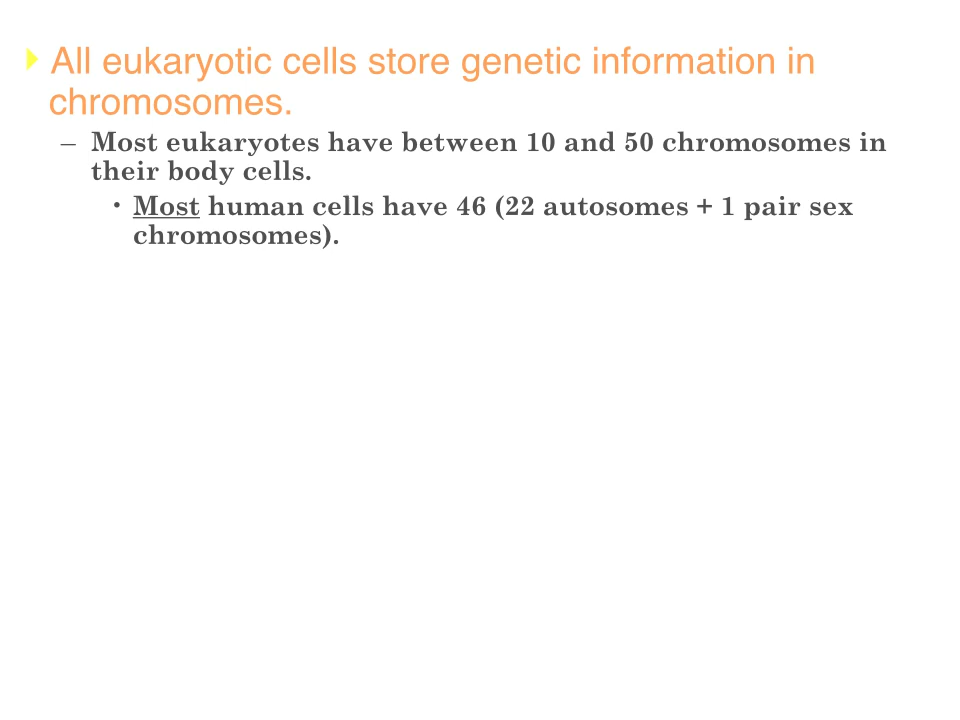 All eukaryotic cells store genetic information in
chromosomes.
– Most eukaryotes have between 10 and 50 chromosomes in
their body cells.
• Most human cells have 46 (22 autosomes + 1 pair sex
chromosomes).